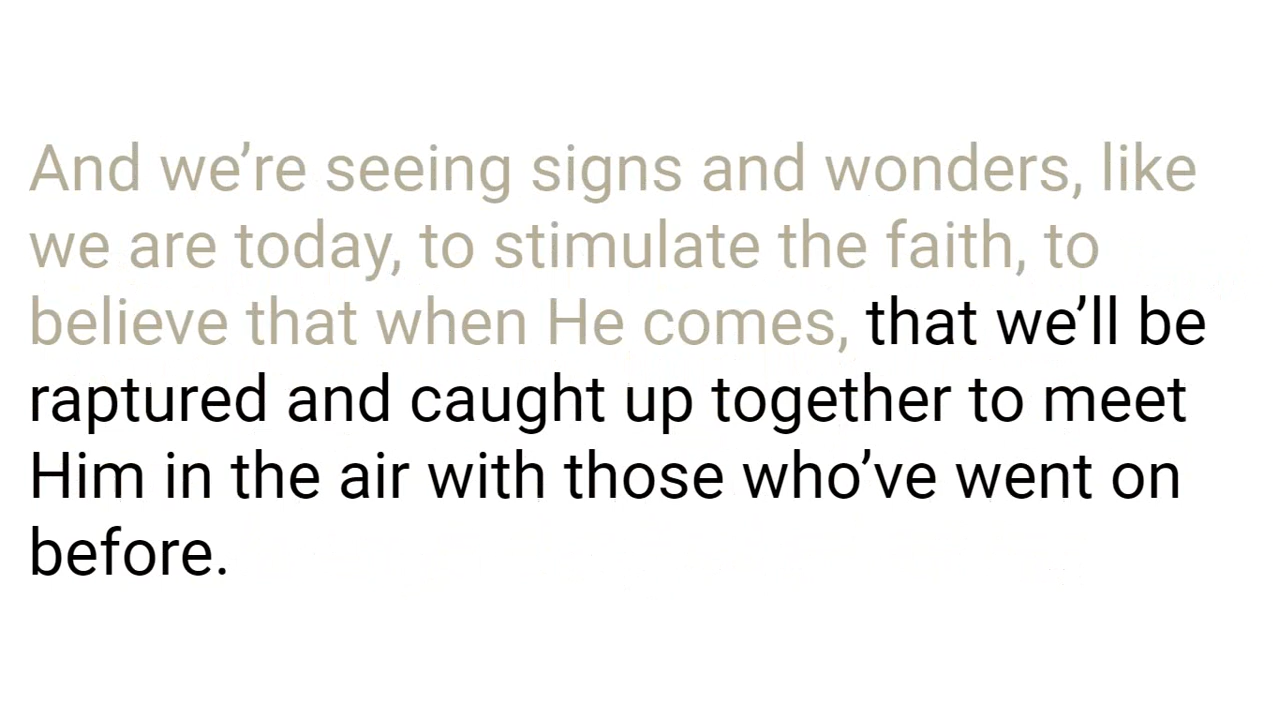 And we’re seeing signs and wonders, like
we are today, to stimulate the faith, to
believe that when He comes, that we’ll be
raptured and caught up together to meet
Him in the air with those who’ve went on
before.